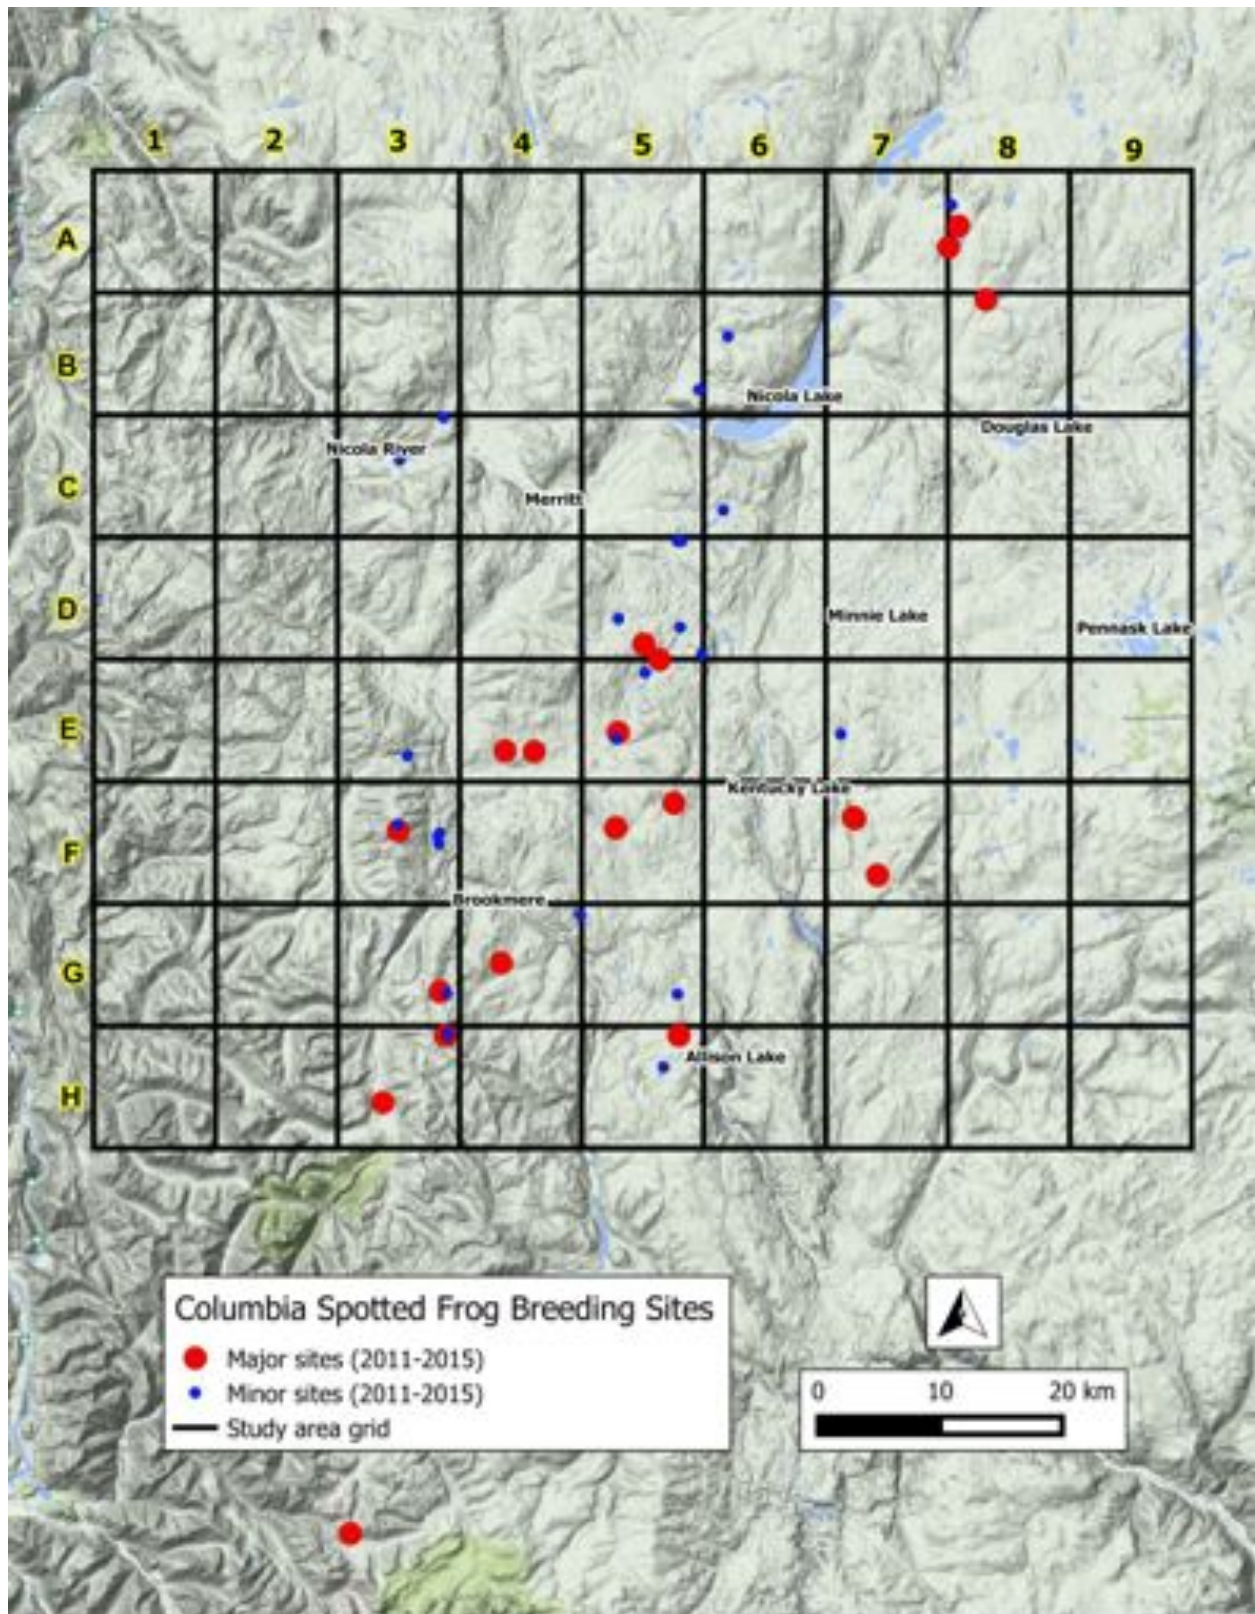 1 2 3 4 5 6 7 8 9
A
B
Nicola Lake
Douglas Lake
Nicola River
C
Merritt
D
Minnie Lake
Pennask Lake
E
Kentucky Lake
F
Brookmere
G
Allison Lake
H
Columbia Spotted Frog Breeding Sites
Major sites (2011-2015)
Minor sites (2011-2015)
Study area grid
0 10 20 km